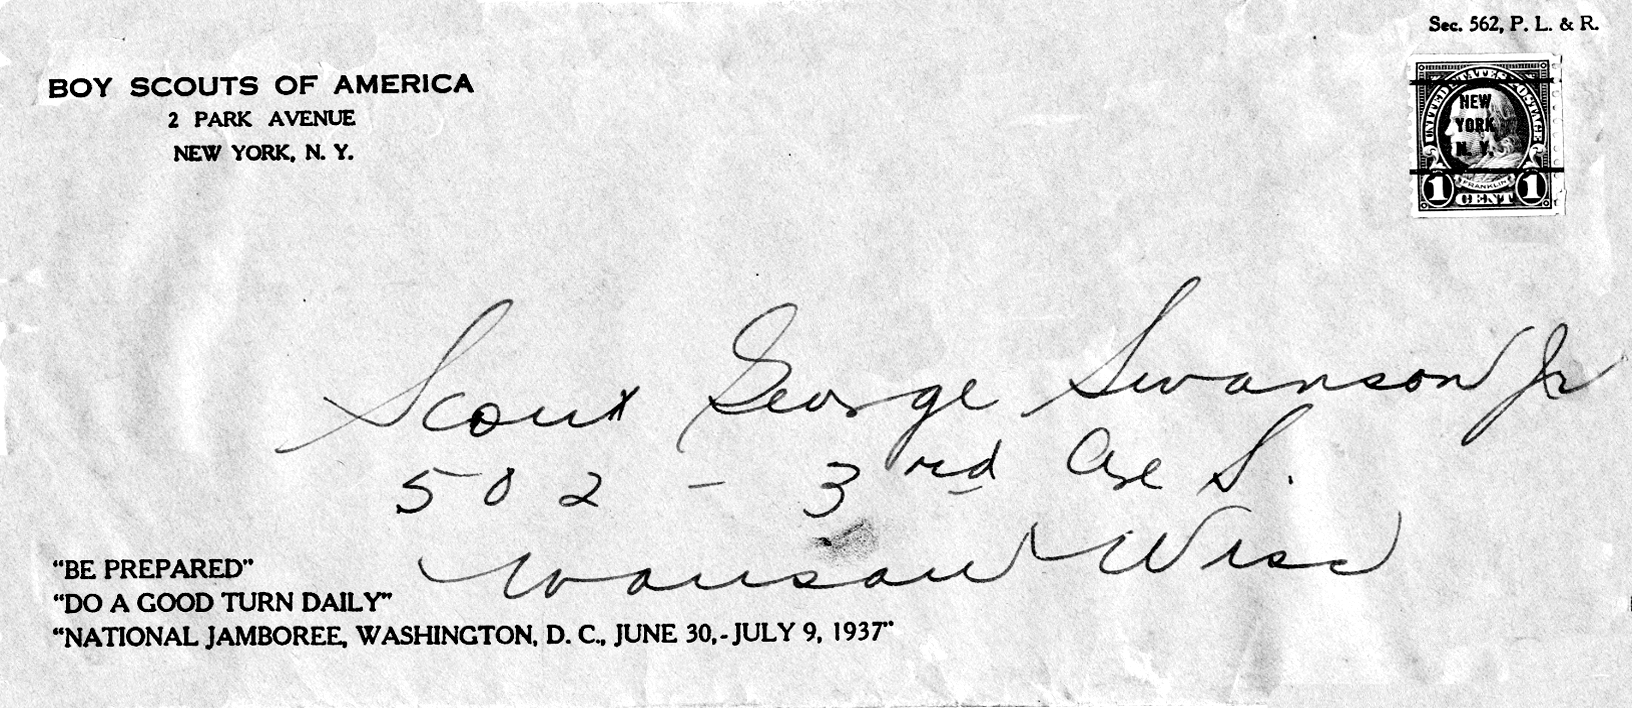 Sec. 562, P. L. & R.
BOY SCOUTS OF AMERICA
2 PARK AVENUE
NEW YORK, N. Y.
UNITED STATES POSTAGE
NEW
YORK
N. Y.
FRANKLIN
1 CENT 1
Scout George Swanson Jr
502 - 3rd Ave S.
Wausau Wisc
"BE PREPARED"
"DO A GOOD TURN DAILY"
"NATIONAL JAMBOREE, WASHINGTON, D. C., JUNE 30,-JULY 9, 1937"